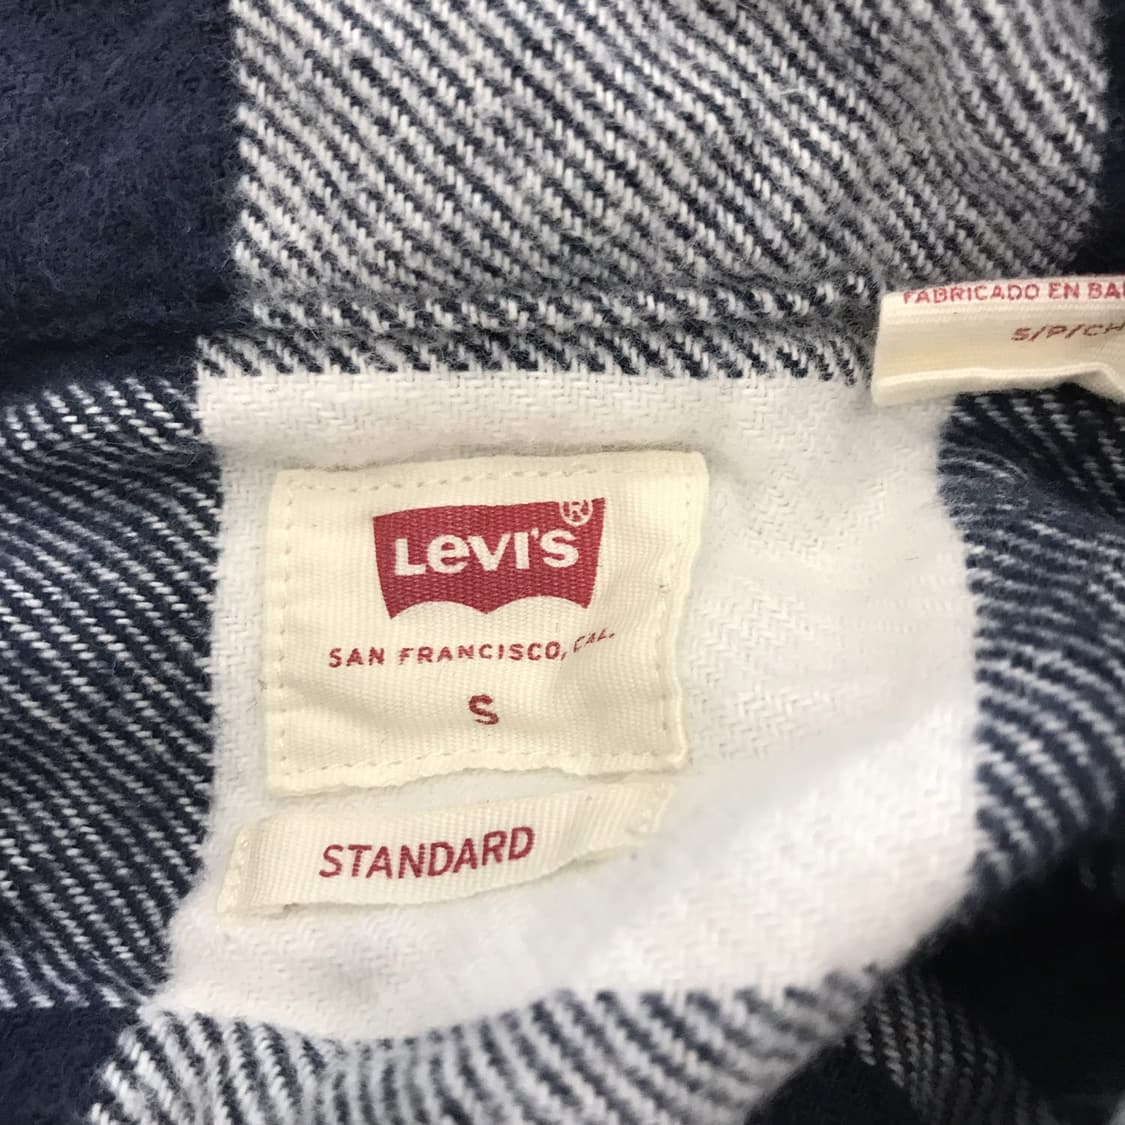 FABRICADO EN
S/P/CH
LEVI'S®
SAN FRANCISCO, CAL.
S
STANDARD